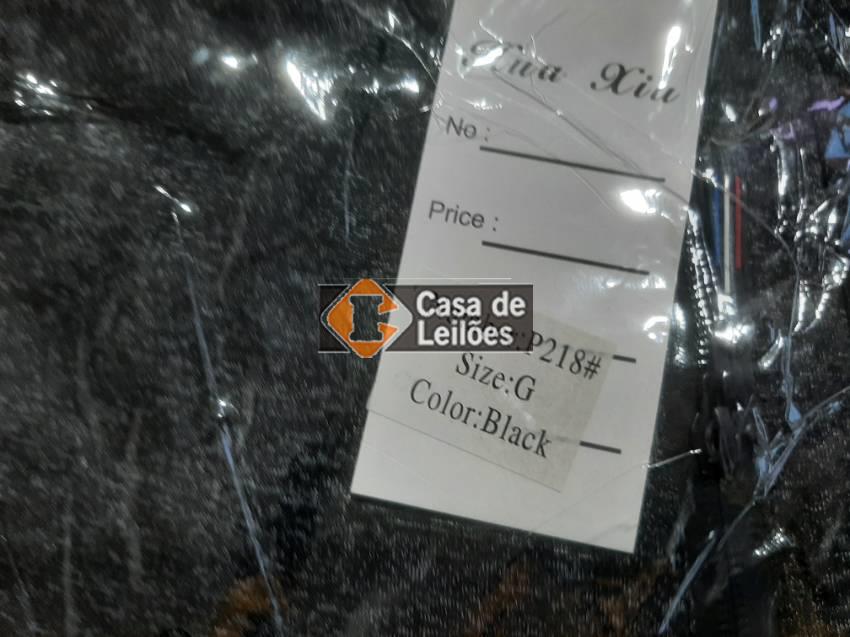 Xiu
No :
Price :
Casa de
Leilões
:P218#
Size:G
Color:Black